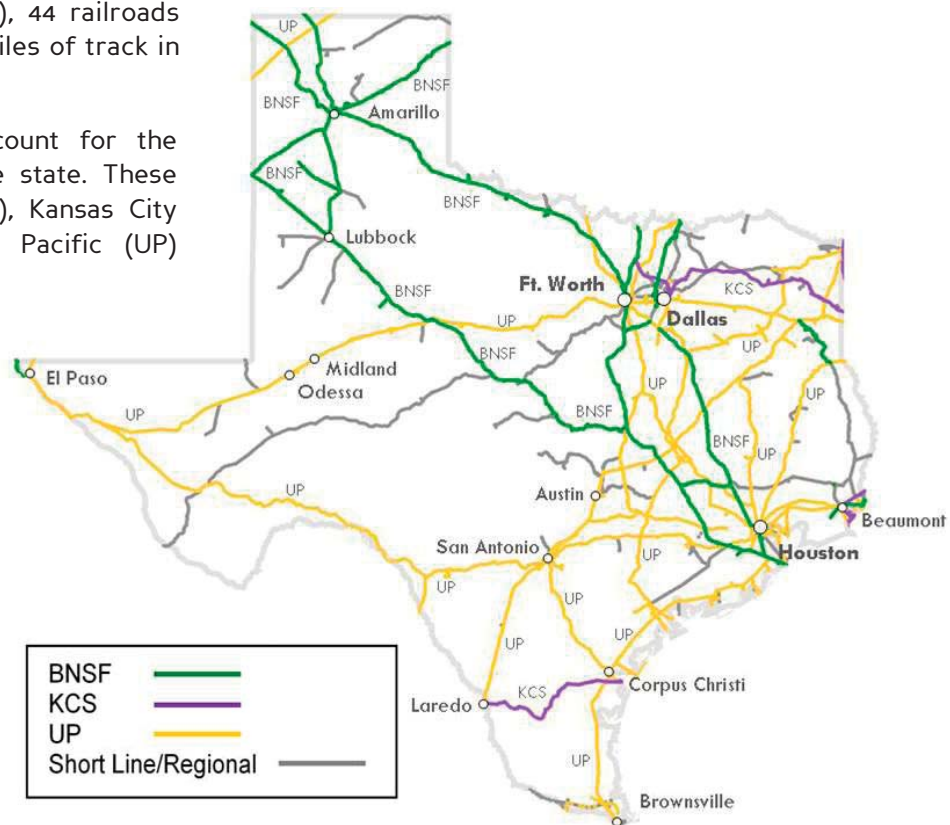 ), 44 railroads
iles of track in
count for the
e state. These
), Kansas City
Pacific (UP)
UP
BNSF
BNSF
Amarillo
BNSF
BNSF
Lubbock
BNSF
Ft. Worth
KCS
Dallas
UP
UP
BNSF
Midland
Odessa
El Paso
UP
UP
BNSF
UP
BNSF
UP
UP
Austin
Beaumont
San Antonio
UP
Houston
UP
UP
UP
UP
Corpus Christi
Laredo
KCS
UP
Brownsville
BNSF
KCS
UP
Short Line/Regional